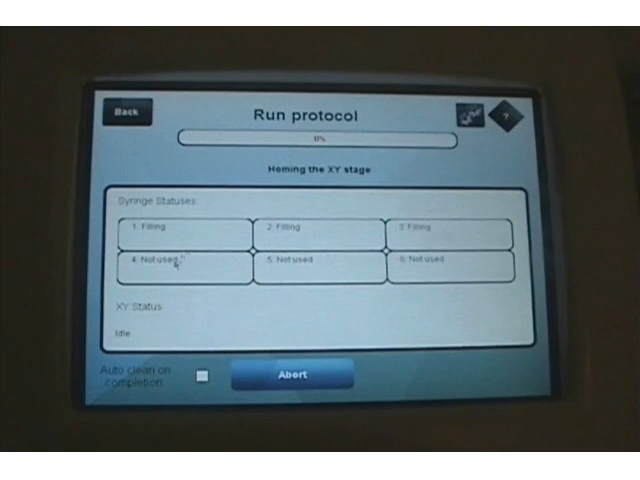 Back
Run protocol
?
0%
Homing the XY stage
Syringe Statuses
1. Filling
2. Filling
3. Filling
4. Not used
5. Not used
6. Not used
XY Status
Idle
Auto clean on
completion
Abort